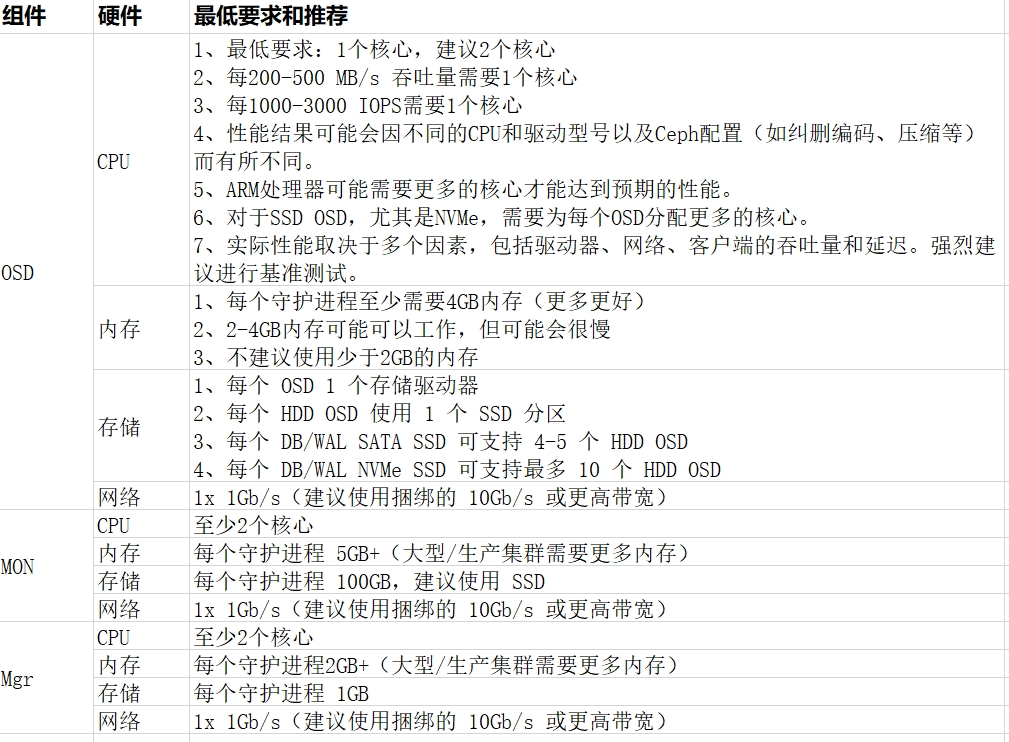 组件 硬件 最低要求和推荐
OSD
CPU
1、最低要求：1个核心，建议2个核心
2、每200-500 MB/s 吞吐量需要1个核心
3、每1000-3000 IOPS需要1个核心
4、性能结果可能会因不同的CPU和驱动型号以及Ceph配置（如纠删编码、压缩等）
而有所不同。
5、ARM处理器可能需要更多的核心才能达到预期的性能。
6、对于SSD OSD，尤其是NVMe，需要为每个OSD分配更多的核心。
7、实际性能取决于多个因素，包括驱动器、网络、客户端的吞吐量和延迟。强烈建
议进行基准测试。
内存
1、每个守护进程至少需要4GB内存（更多更好）
2、2-4GB内存可能可以工作，但可能会很慢
3、不建议使用少于2GB的内存
存储
1、每个 OSD 1 个存储驱动器
2、每个 HDD OSD 使用 1 个 SSD 分区
3、每个 DB/WAL SATA SSD 可支持 4-5 个 HDD OSD
4、每个 DB/WAL NVMe SSD 可支持最多 10 个 HDD OSD
网络 1x 1Gb/s（建议使用捆绑的 10Gb/s 或更高带宽）
MON
CPU 至少2个核心
内存 每个守护进程 5GB+（大型/生产集群需要更多内存）
存储 每个守护进程 100GB，建议使用 SSD
网络 1x 1Gb/s（建议使用捆绑的 10Gb/s 或更高带宽）
Mgr
CPU 至少2个核心
内存 每个守护进程2GB+（大型/生产集群需要更多内存）
存储 每个守护进程 1GB
网络 1x 1Gb/s（建议使用捆绑的 10Gb/s 或更高带宽）